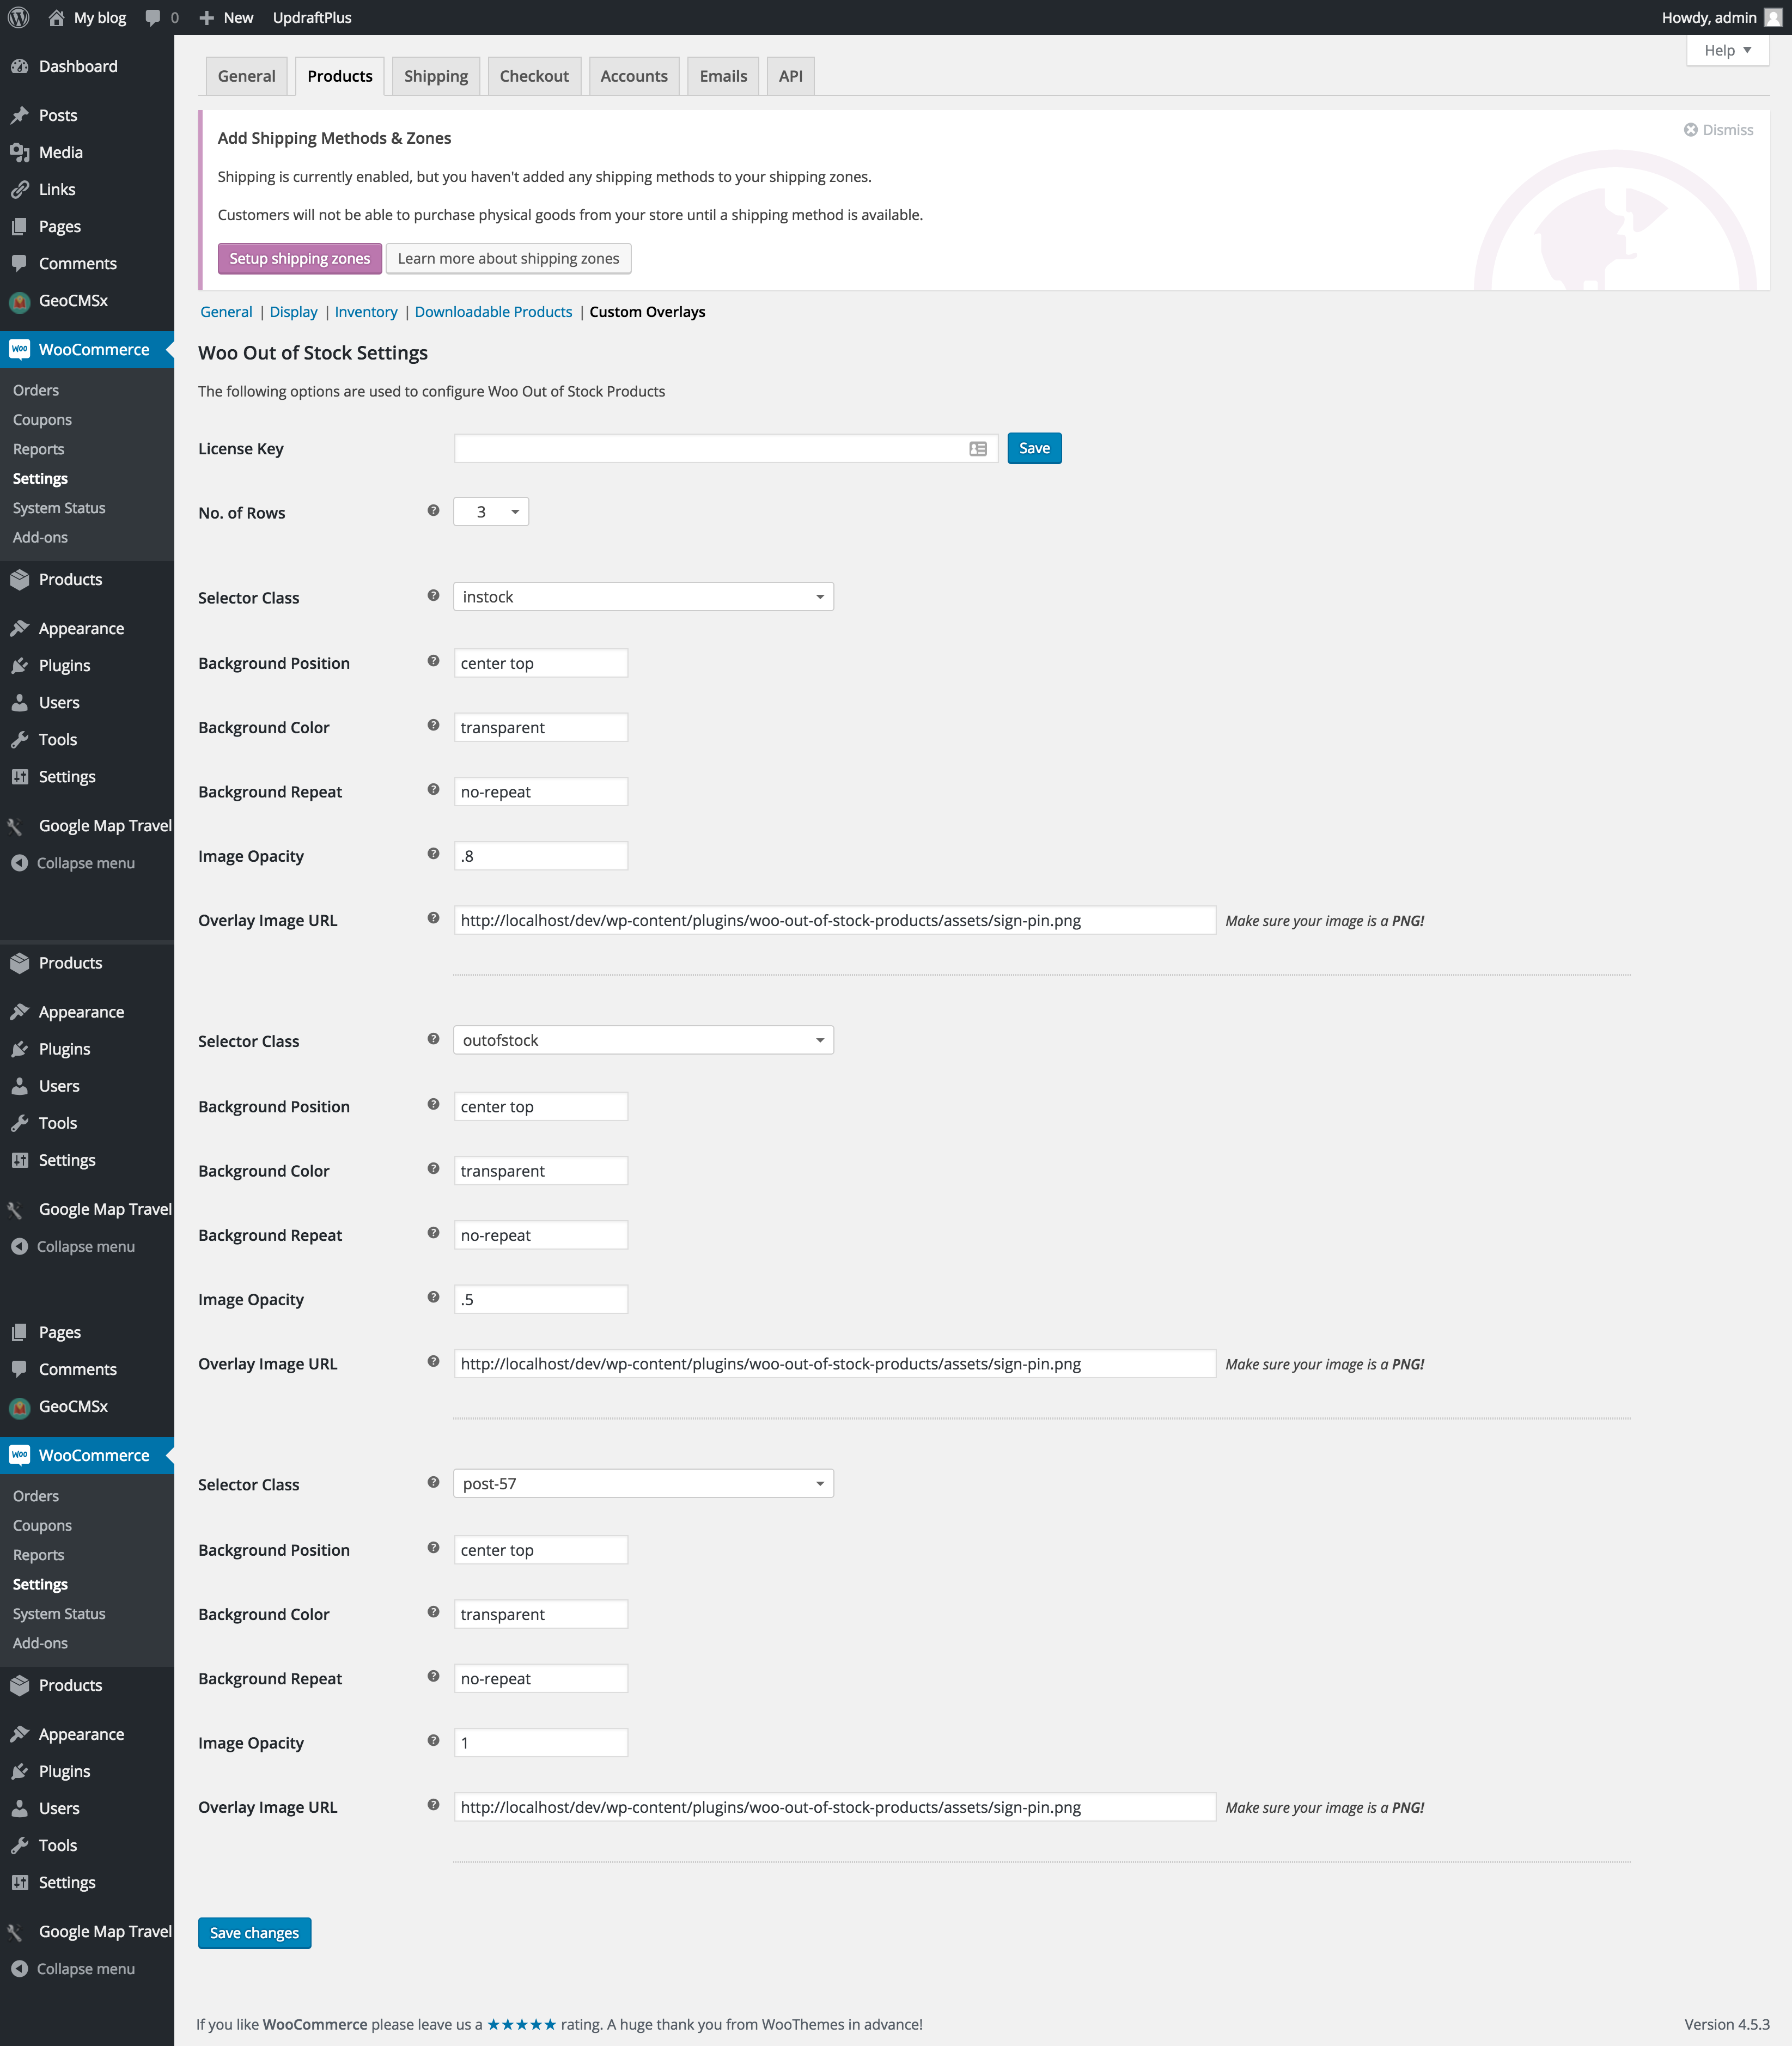 My blog 0 New UpdraftPlus Howdy, admin
Help
Dashboard
Posts
Media
Links
Pages
Comments
GeoCMSx
WooCommerce
Orders
Coupons
Reports
Settings
System Status
Add-ons
Products
Appearance
Plugins
Users
Tools
Settings
Google Map Travel
Collapse menu
Products
Appearance
Plugins
Users
Tools
Settings
Google Map Travel
Collapse menu
Pages
Comments
GeoCMSx
WooCommerce
Orders
Coupons
Reports
Settings
System Status
Add-ons
Products
Appearance
Plugins
Users
Tools
Settings
Google Map Travel
Collapse menu
General Products Shipping Checkout Accounts Emails API
Add Shipping Methods & Zones Dismiss
Shipping is currently enabled, but you haven't added any shipping methods to your shipping zones.
Customers will not be able to purchase physical goods from your store until a shipping method is available.
Setup shipping zones Learn more about shipping zones
General | Display | Inventory | Downloadable Products | Custom Overlays
Woo Out of Stock Settings
The following options are used to configure Woo Out of Stock Products
License Key Save
No. of Rows 3
Selector Class instock
Background Position center top
Background Color transparent
Background Repeat no-repeat
Image Opacity .8
Overlay Image URL http://localhost/dev/wp-content/plugins/woo-out-of-stock-products/assets/sign-pin.png Make sure your image is a PNG!
Selector Class outofstock
Background Position center top
Background Color transparent
Background Repeat no-repeat
Image Opacity .5
Overlay Image URL http://localhost/dev/wp-content/plugins/woo-out-of-stock-products/assets/sign-pin.png Make sure your image is a PNG!
Selector Class post-57
Background Position center top
Background Color transparent
Background Repeat no-repeat
Image Opacity 1
Overlay Image URL http://localhost/dev/wp-content/plugins/woo-out-of-stock-products/assets/sign-pin.png Make sure your image is a PNG!
Save changes
If you like WooCommerce please leave us a ★★★★★ rating. A huge thank you from WooThemes in advance! Version 4.5.3